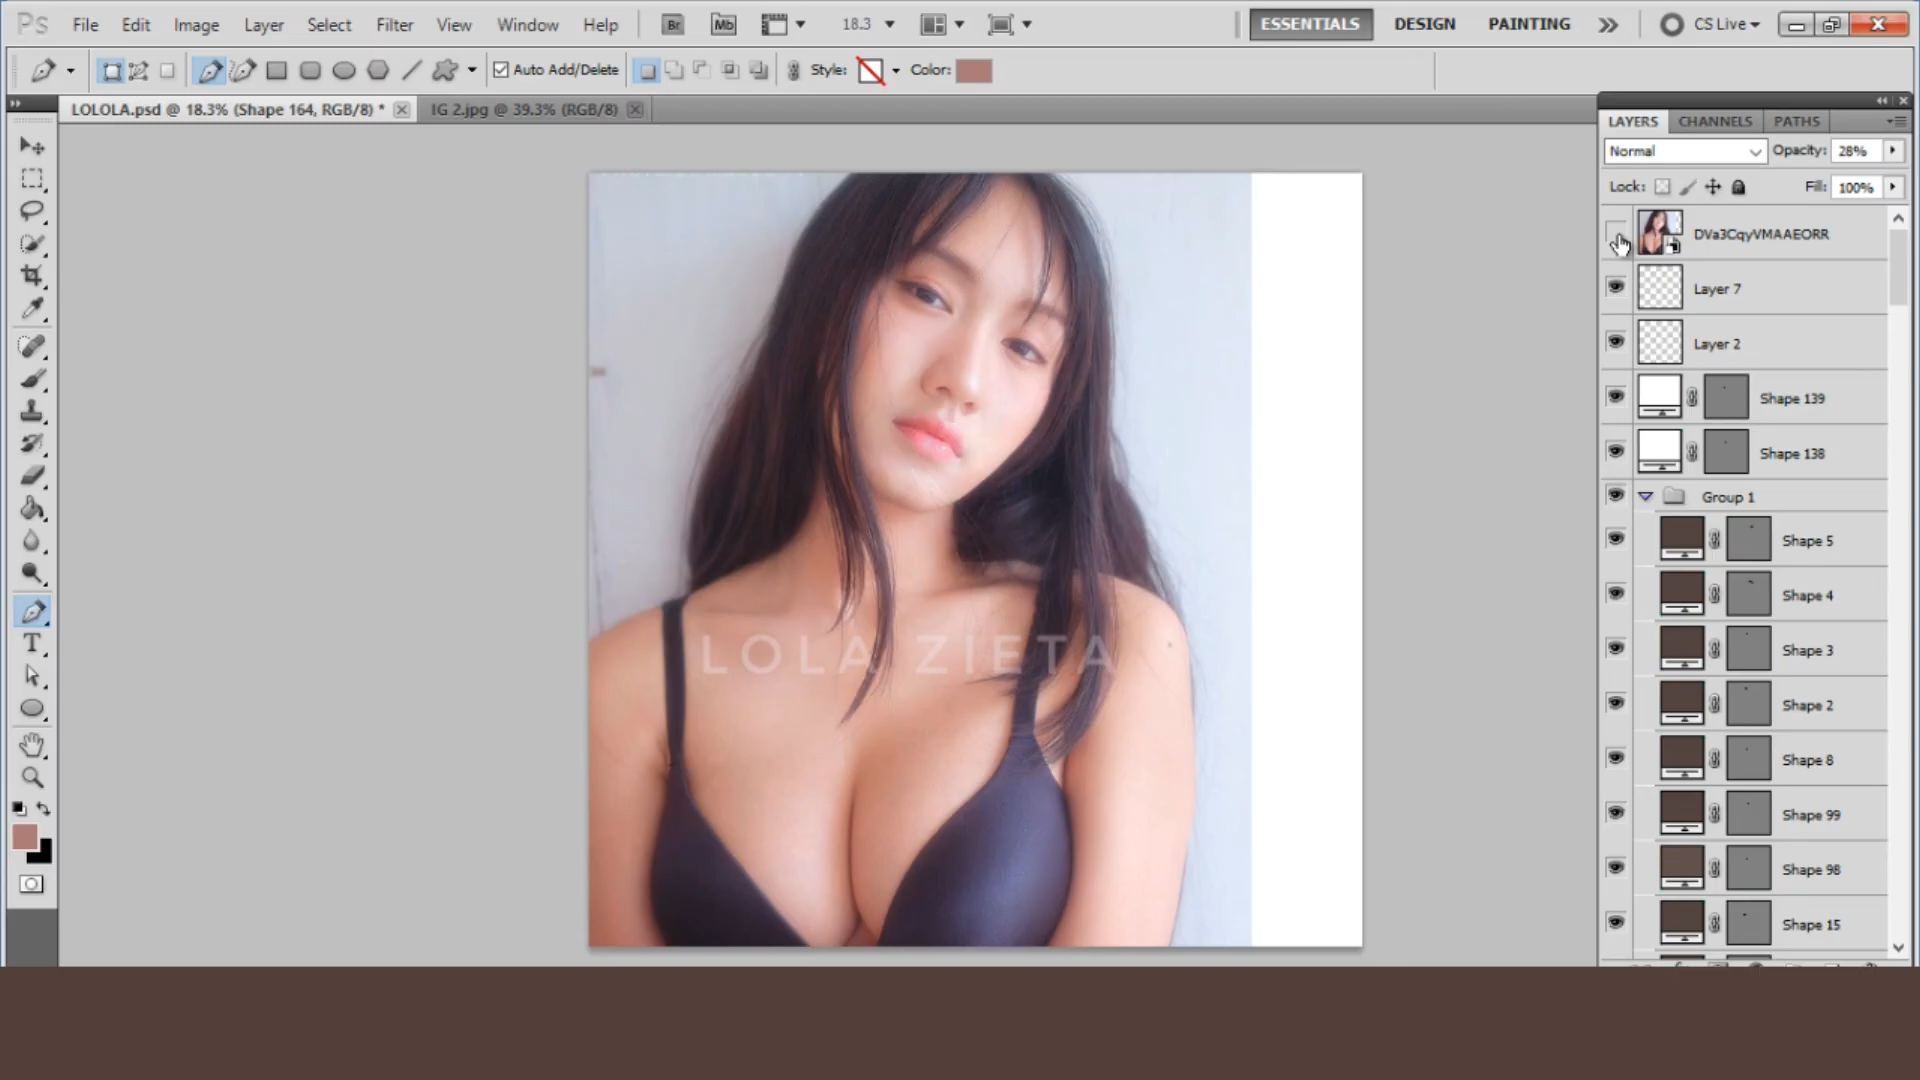 Ps File Edit Image Layer Select Filter View Window Help Br Mb 18.3 ESSENTIALS DESIGN PAINTING CS Live
Auto Add/Delete Style: Color:
LOLOLA.psd @ 18.3% (Shape 164, RGB/8) * IG 2.jpg @ 39.3% (RGB/8)
LAYERS CHANNELS PATHS
Normal Opacity: 28%
Lock: Fill: 100%
DVa3CqyVMAAEORR
Layer 7
Layer 2
Shape 139
Shape 138
Group 1
Shape 5
Shape 4
Shape 3
Shape 2
Shape 8
Shape 99
Shape 98
Shape 15
T
LOLA ZIETA